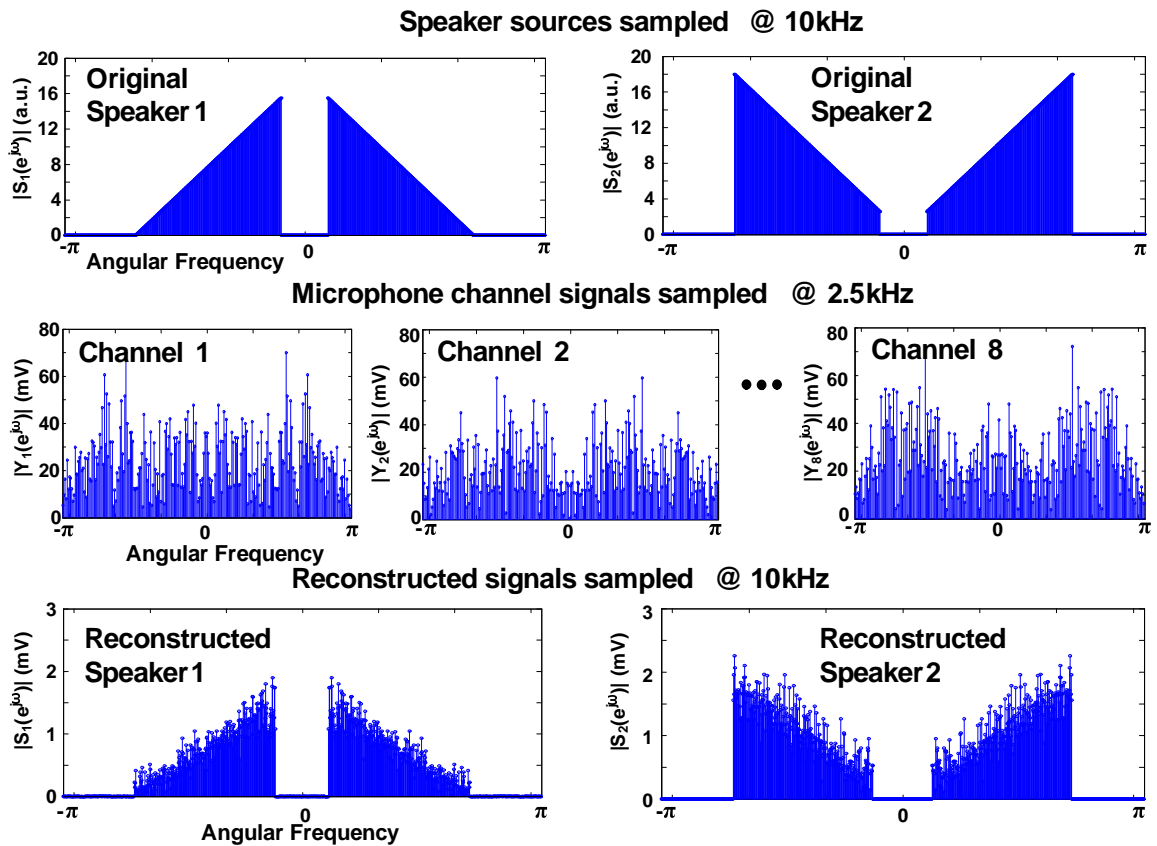 Speaker sources sampled @ 10kHz
|S1(e^jω)| (a.u.)
20
16
12
8
4
0
Original
Speaker 1
-π
0
π
Angular Frequency
|S2(e^jω)| (a.u.)
20
16
12
8
4
0
Original
Speaker 2
-π
0
π
Microphone channel signals sampled @ 2.5kHz
|Y1(e^jω)| (mV)
80
60
40
20
0
Channel 1
-π
0
π
Angular Frequency
|Y2(e^jω)| (mV)
80
60
40
20
0
Channel 2
-π
0
π
•••
|Y8(e^jω)| (mV)
80
60
40
20
0
Channel 8
-π
0
π
Reconstructed signals sampled @ 10kHz
|S1(e^jω)| (mV)
3
2
1
0
Reconstructed
Speaker 1
-π
0
π
Angular Frequency
|S2(e^jω)| (mV)
3
2
1
0
Reconstructed
Speaker 2
-π
0
π